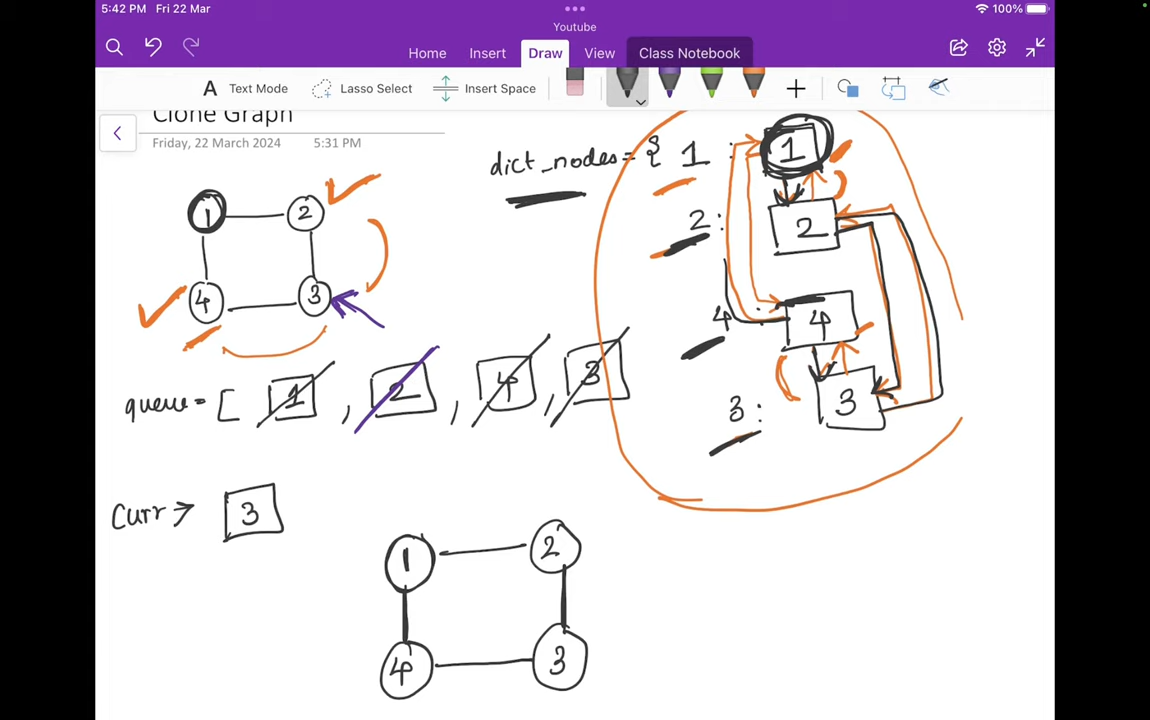 5:42 PM Fri 22 Mar
100%
Youtube
Home Insert Draw View Class Notebook
A Text Mode Lasso Select Insert Space
Clone Graph
Friday, 22 March 2024 5:31 PM
dict_nodes = { 1 : 1
1 2
2 : 2
4 3
4 : 4
queue = [ 1 , 2 , 4 , 3
3 : 3
Curr → 3
1 2
4 3